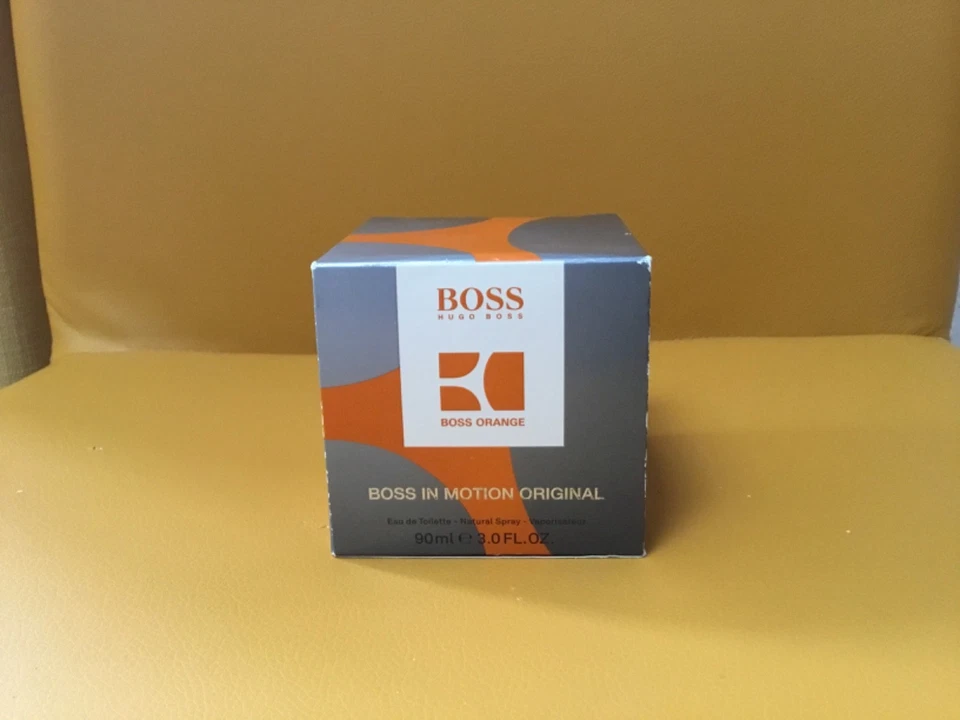 BOSS
HUGO BOSS
BOSS ORANGE
BOSS IN MOTION ORIGINAL
Eau de Toilette - Natural Spray - Vaporisateur
90ml ℮ 3.0 FL.OZ.